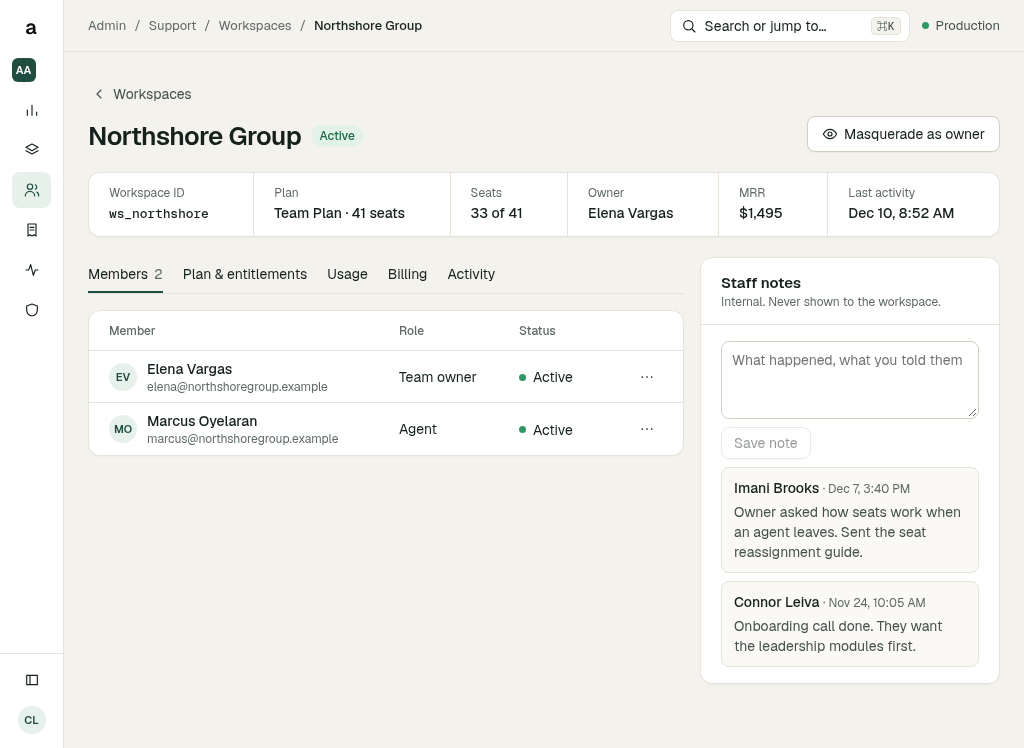 a
Admin / Support / Workspaces / Northshore Group
Search or jump to…
⌘K
Production
AA
Workspaces
Northshore Group
Active
Masquerade as owner
Workspace ID
ws_northshore
Plan
Team Plan · 41 seats
Seats
33 of 41
Owner
Elena Vargas
MRR
$1,495
Last activity
Dec 10, 8:52 AM
Members 2
Plan & entitlements
Usage
Billing
Activity
Member
Role
Status
EV
Elena Vargas
elena@northshoregroup.example
Team owner
Active
MO
Marcus Oyelaran
marcus@northshoregroup.example
Agent
Active
Staff notes
Internal. Never shown to the workspace.
What happened, what you told them
Save note
Imani Brooks · Dec 7, 3:40 PM
Owner asked how seats work when
an agent leaves. Sent the seat
reassignment guide.
Connor Leiva · Nov 24, 10:05 AM
Onboarding call done. They want
the leadership modules first.
CL